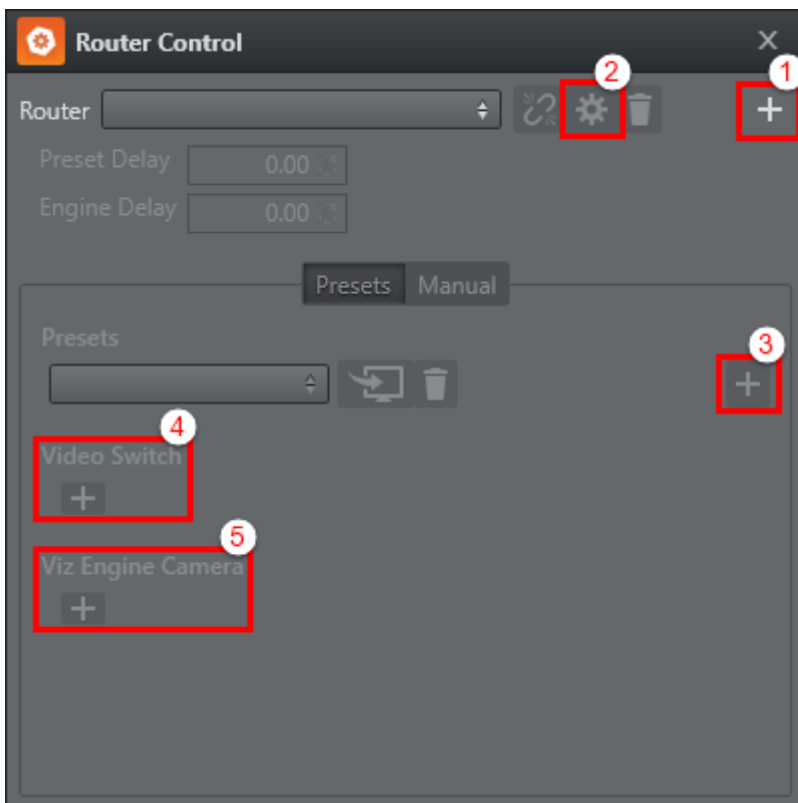 Router Control
2
1
Router
Preset Delay 0.00
Engine Delay 0.00
Presets Manual
Presets
3
4
Video Switch
5
Viz Engine Camera